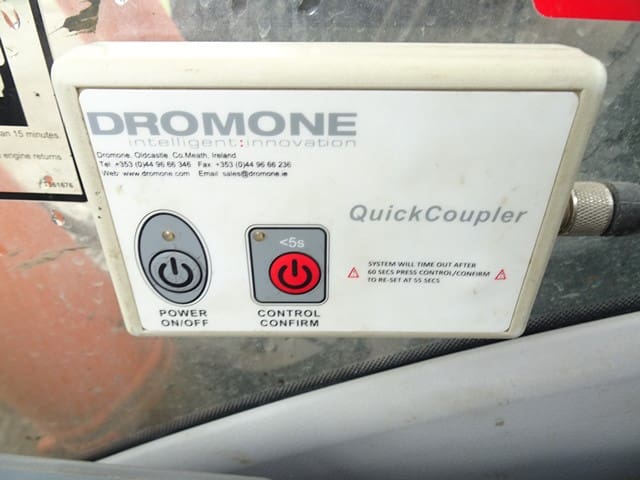 an 15 minutes
engine returns
1361676
DROMONE
intelligent:innovation
Dromone, Oldcastle, Co.Meath, Ireland
Tel: +353 (0)44 96 66 346 Fax: +353 (0)44 96 66 236
Web: www.dromone.com Email: sales@dromone.ie
QuickCoupler
<5s
SYSTEM WILL TIME OUT AFTER
60 SECS PRESS CONTROL/CONFIRM
TO RE-SET AT 55 SECS
POWER
ON/OFF
CONTROL
CONFIRM